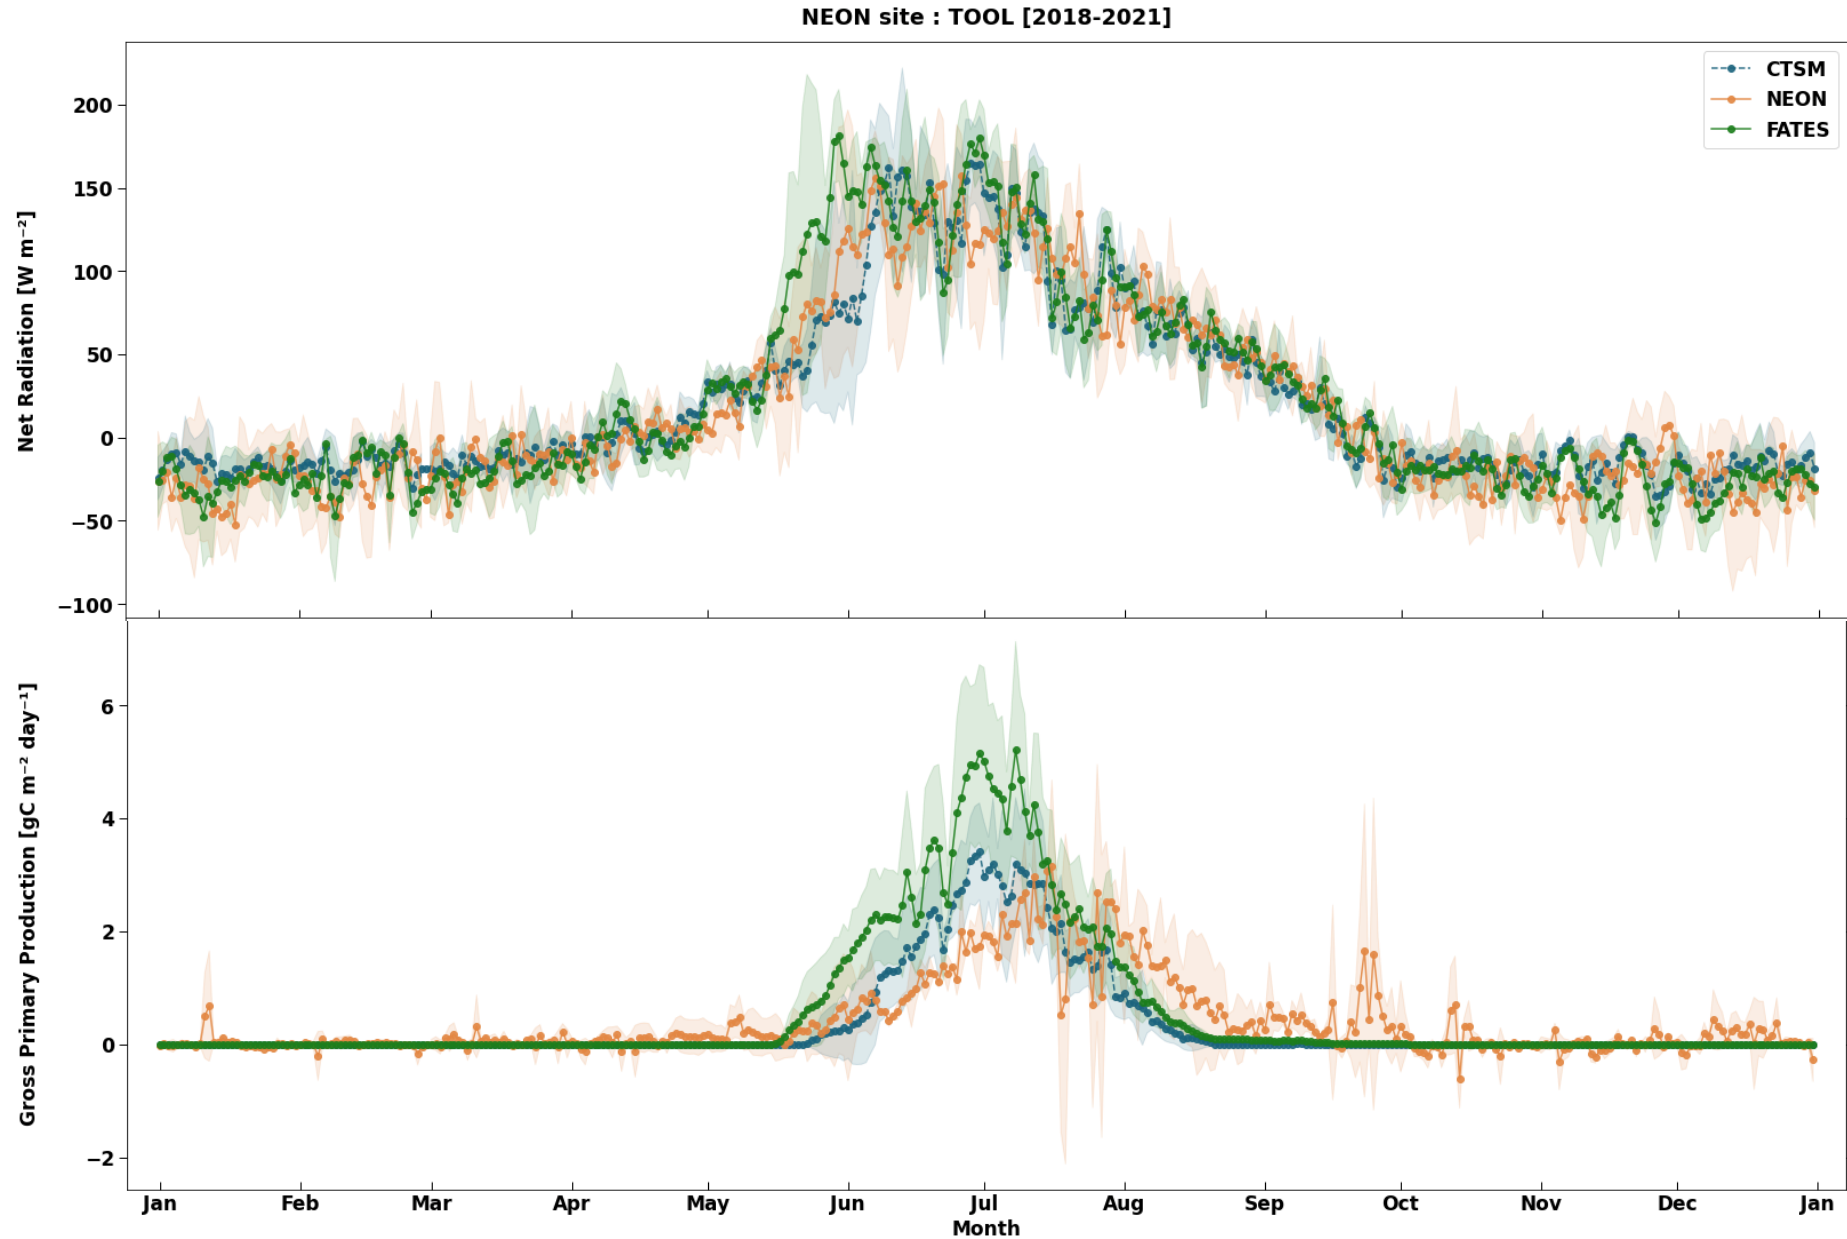 NEON site : TOOL [2018-2021]
CTSM
NEON
FATES
Net Radiation [W m⁻²]
200
150
100
50
0
−50
−100
Gross Primary Production [gC m⁻² day⁻¹]
6
4
2
0
−2
Jan Feb Mar Apr May Jun Jul Aug Sep Oct Nov Dec Jan
Month